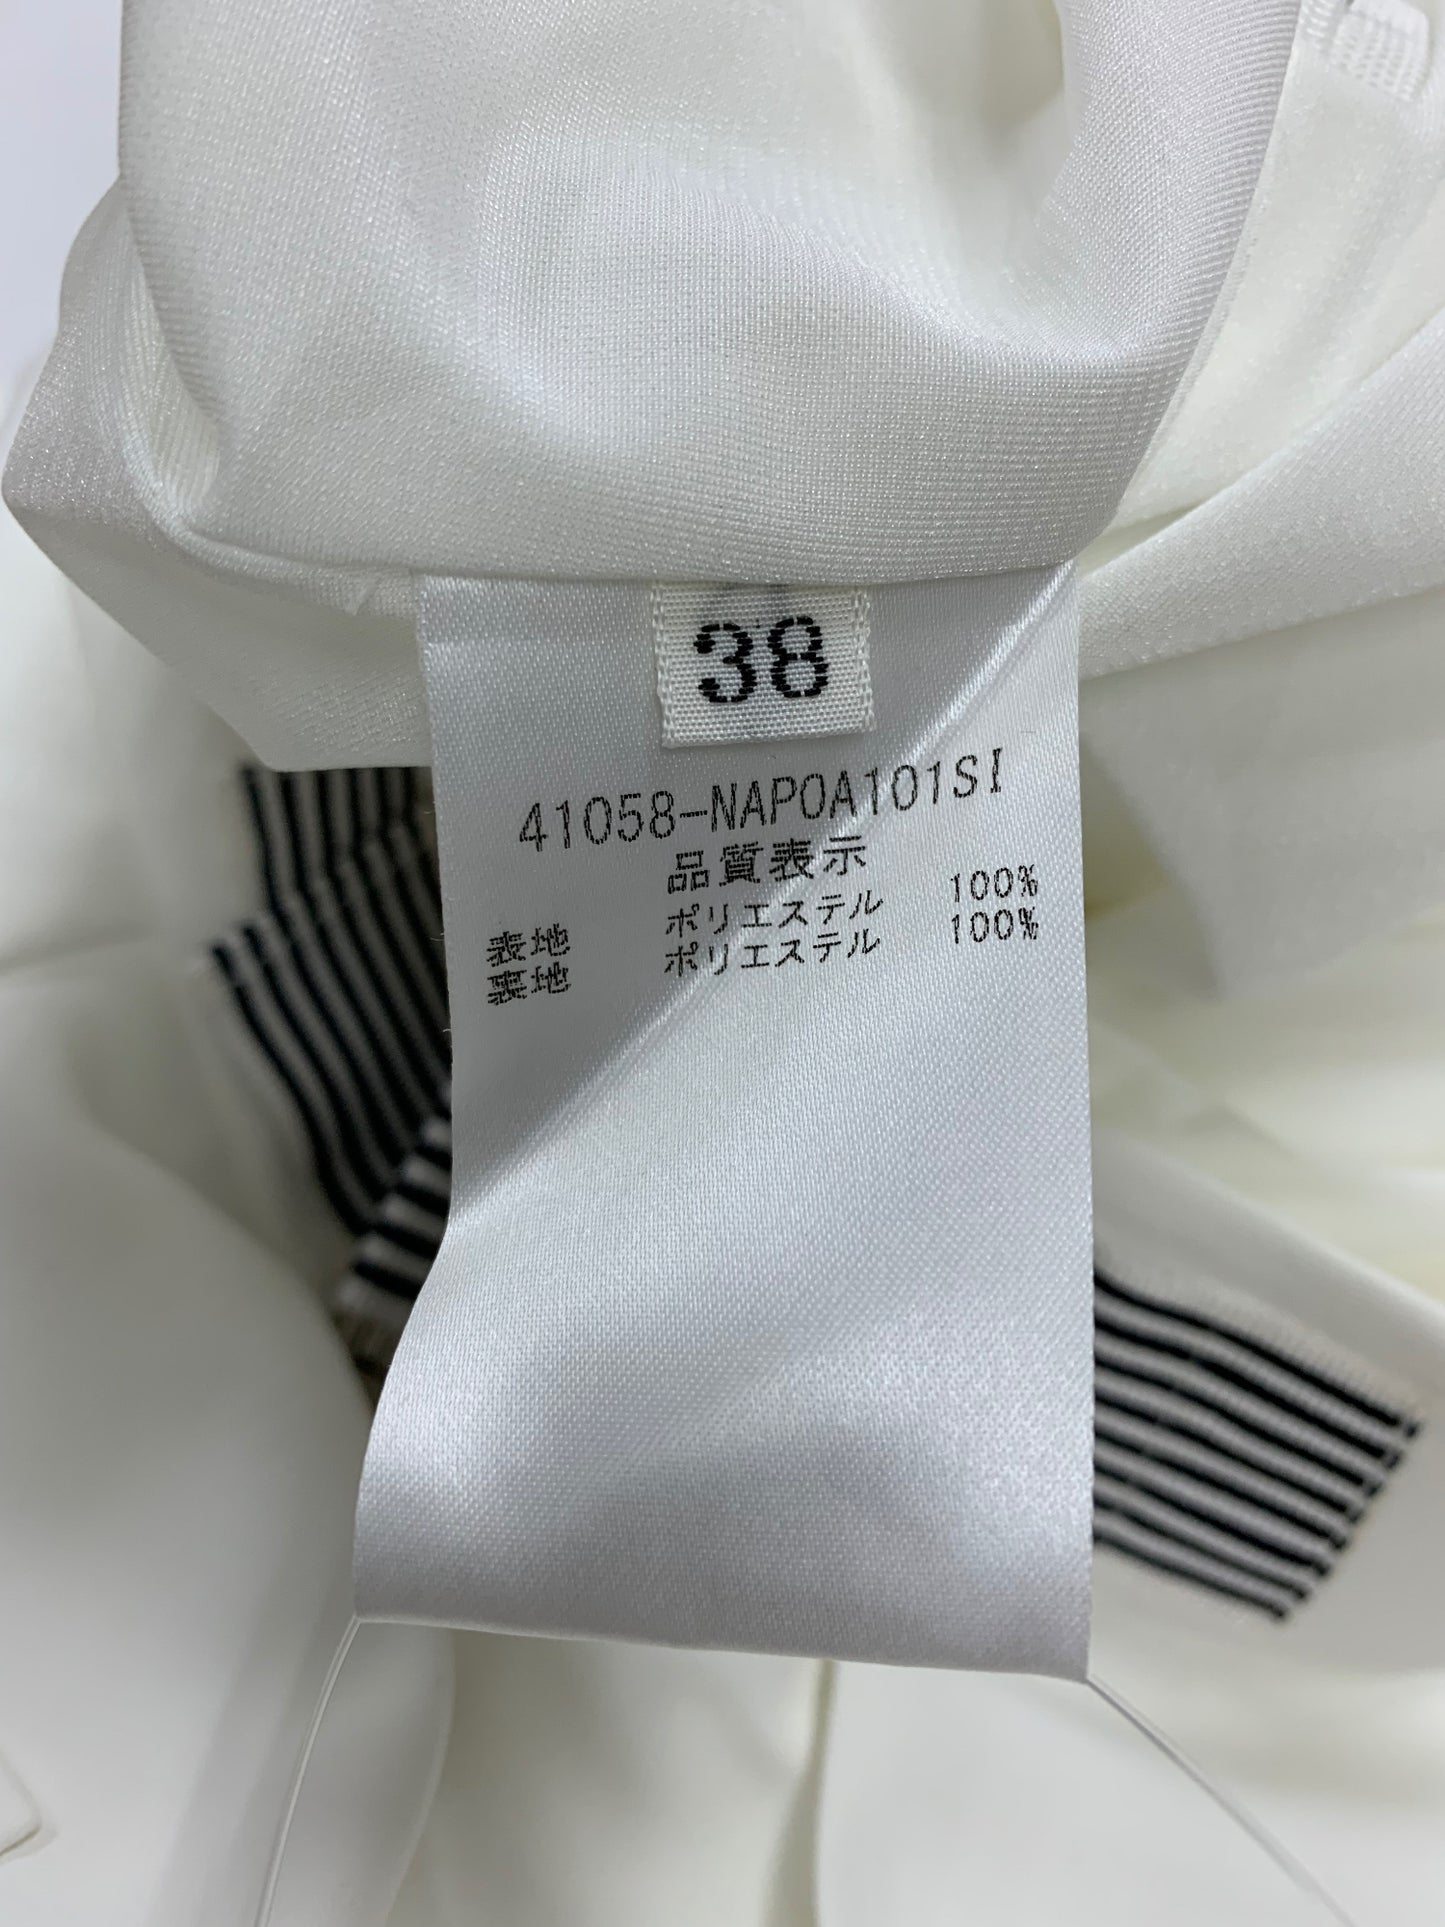 38
41058-NAPOA101SI
品質表示
表地 ポリエステル 100%
裏地 ポリエステル 100%